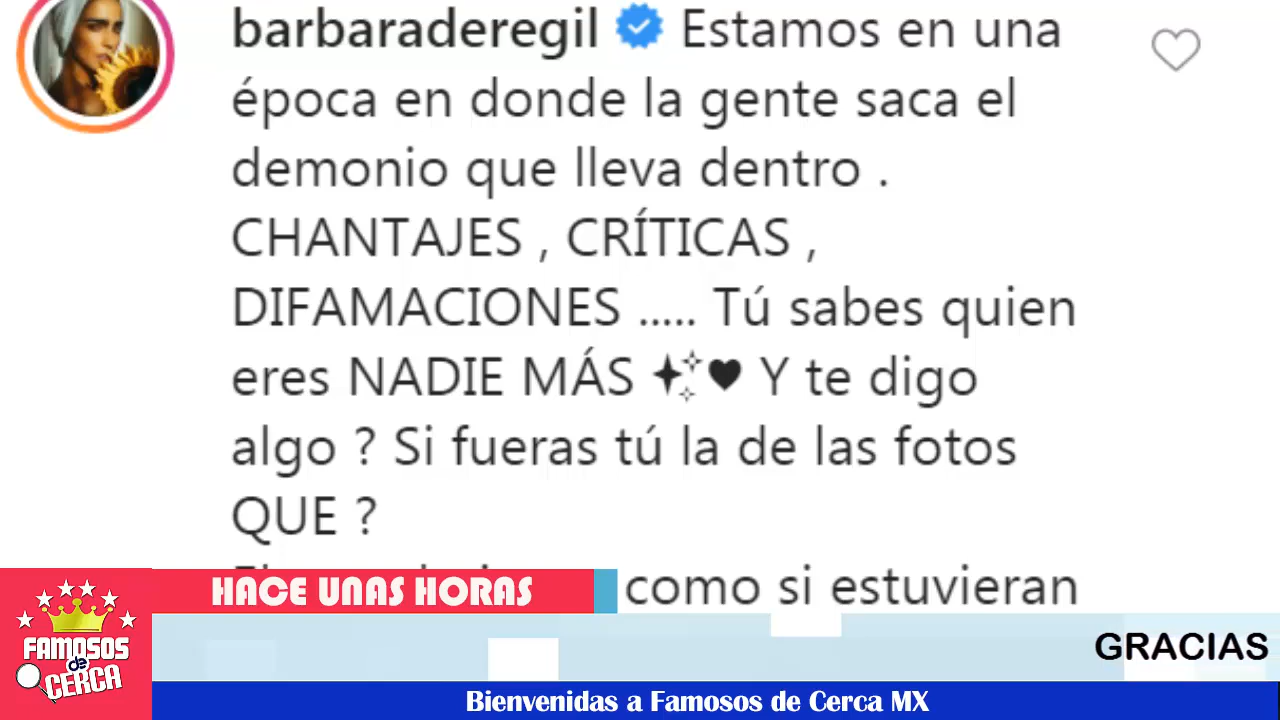 barbaraderegil Estamos en una
época en donde la gente saca el
demonio que lleva dentro .
CHANTAJES , CRÍTICAS ,
DIFAMACIONES ..... Tú sabes quien
eres NADIE MÁS ✨♥ Y te digo
algo ? Si fueras tú la de las fotos
QUE ?
como si estuvieran
HACE UNAS HORAS
FAMOSOS
de
CERCA
GRACIAS
Bienvenidas a Famosos de Cerca MX